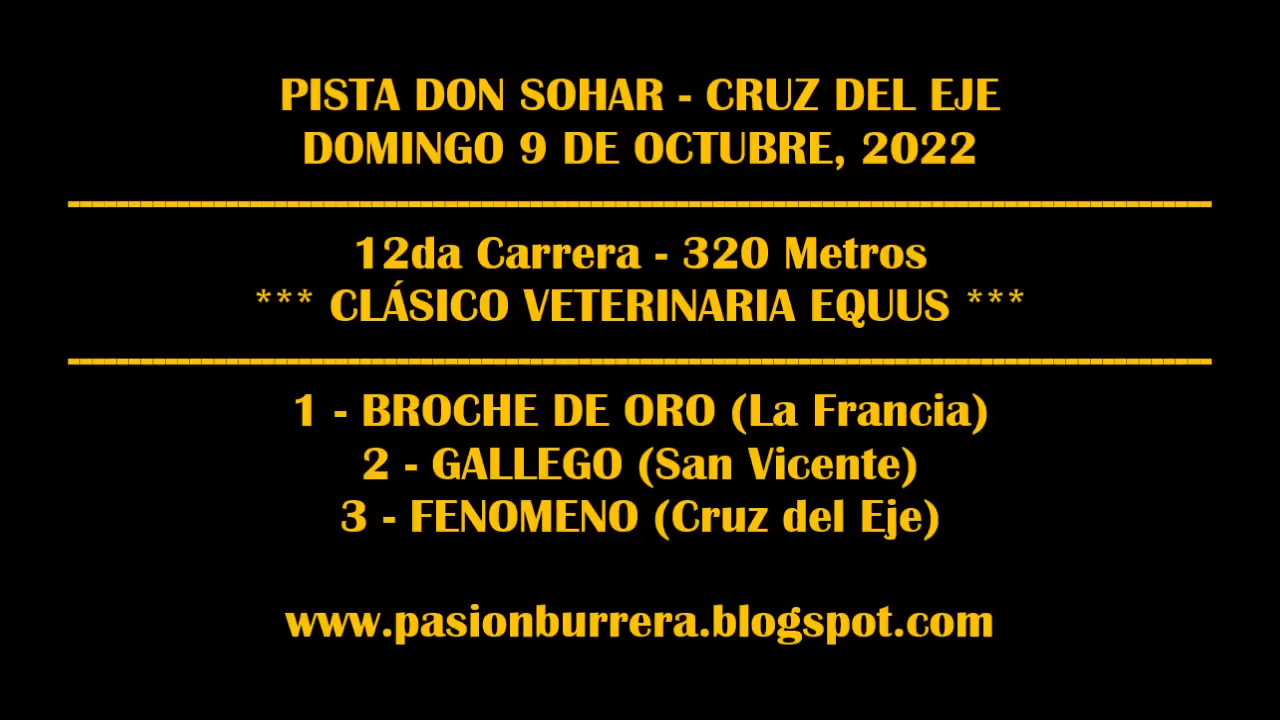 PISTA DON SOHAR - CRUZ DEL EJE
DOMINGO 9 DE OCTUBRE, 2022
12da Carrera - 320 Metros
*** CLÁSICO VETERINARIA EQUUS ***
1 - BROCHE DE ORO (La Francia)
2 - GALLEGO (San Vicente)
3 - FENOMENO (Cruz del Eje)
www.pasionburrera.blogspot.com